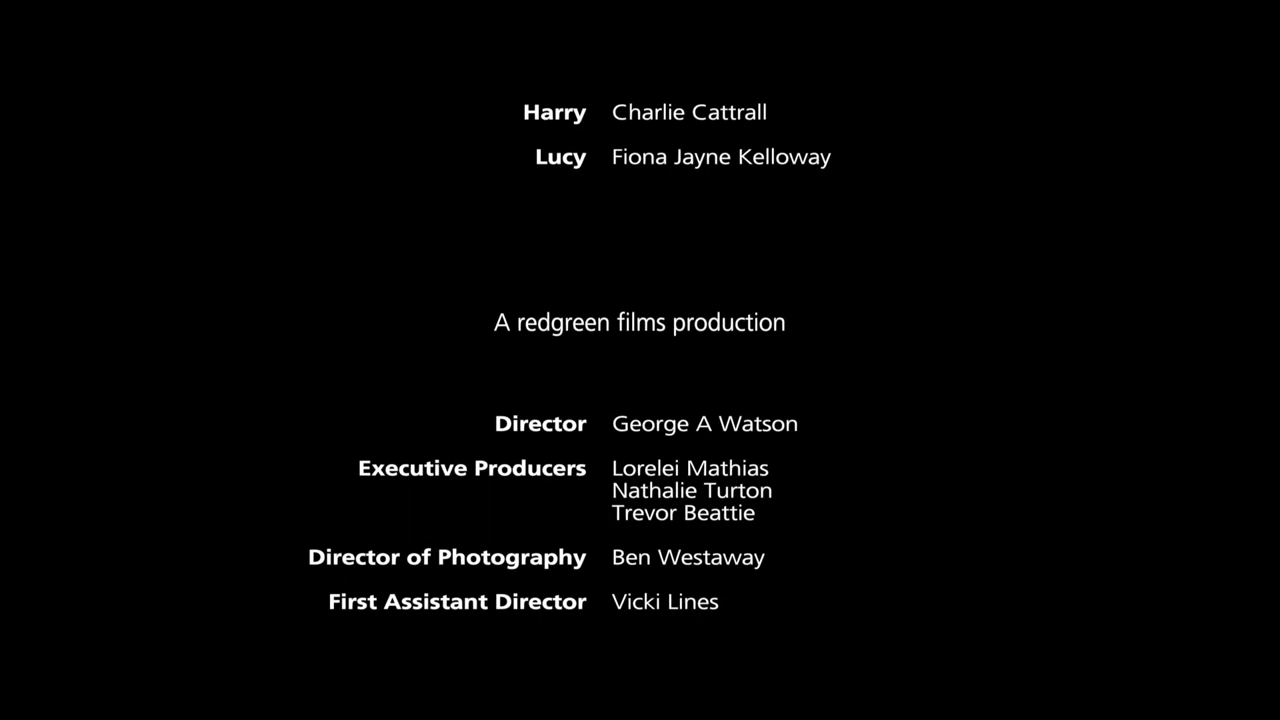 Harry Charlie Cattrall
Lucy Fiona Jayne Kelloway
A redgreen films production
Director George A Watson
Executive Producers Lorelei Mathias
Nathalie Turton
Trevor Beattie
Director of Photography Ben Westaway
First Assistant Director Vicki Lines